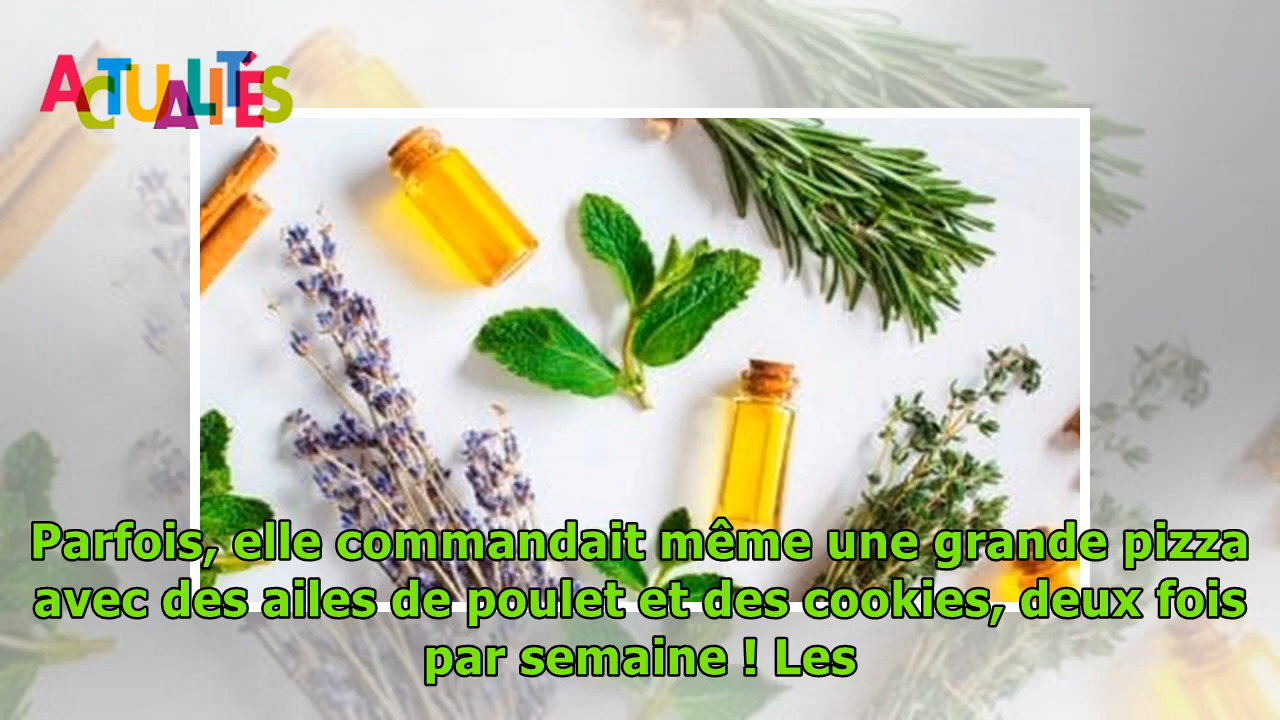 ACTUALITÉS
Parfois, elle commandait même une grande pizza
avec des ailes de poulet et des cookies, deux fois
par semaine ! Les